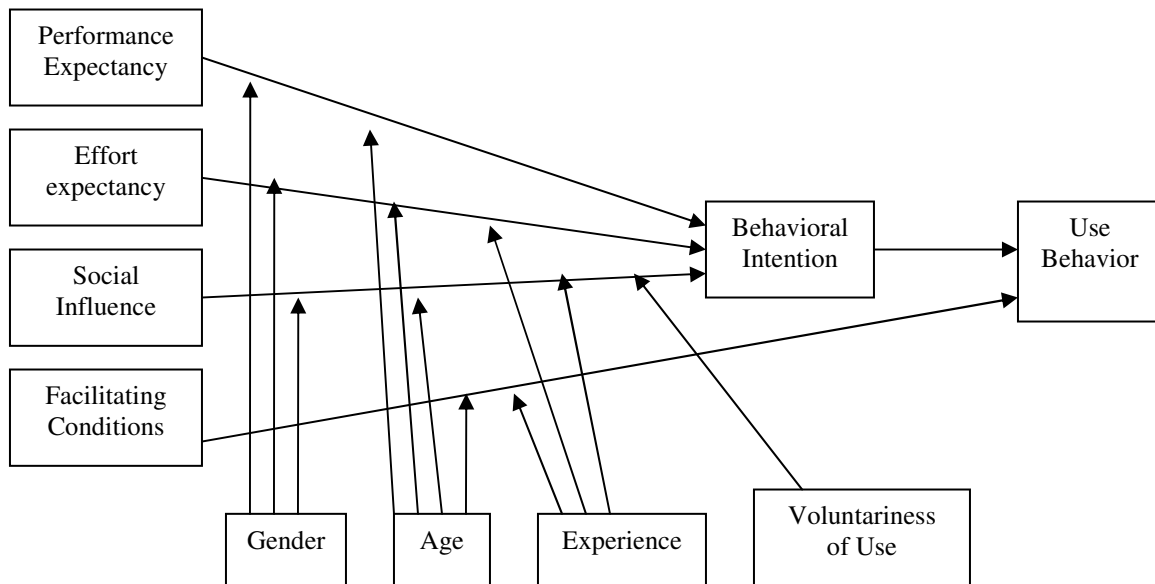 Performance
Expectancy
Effort
expectancy
Social
Influence
Facilitating
Conditions
Behavioral
Intention
Use
Behavior
Gender
Age
Experience
Voluntariness
of Use